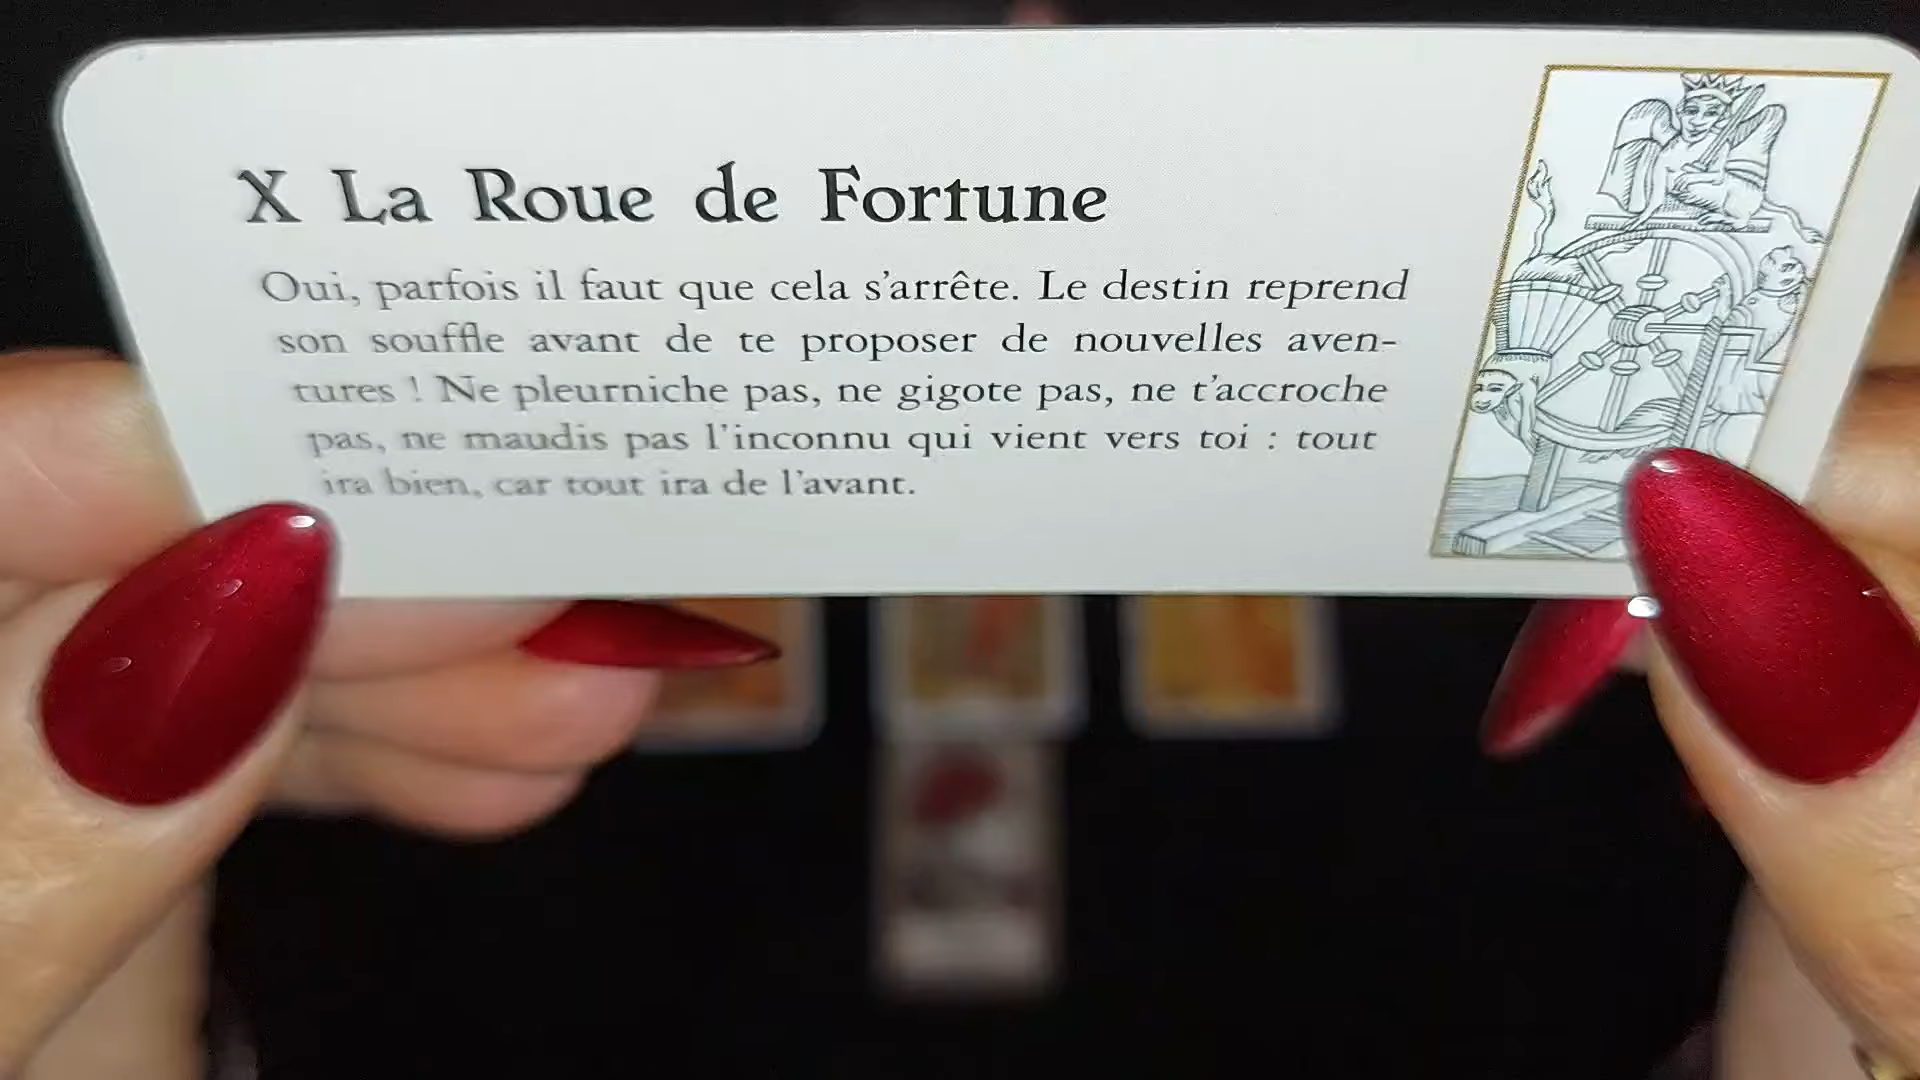 X La Roue de Fortune
Oui, parfois il faut que cela s'arrête. Le destin reprend
son souffle avant de te proposer de nouvelles aven-
tures ! Ne pleurniche pas, ne gigote pas, ne t'accroche
pas, ne maudis pas l'inconnu qui vient vers toi : tout
ira bien, car tout ira de l'avant.